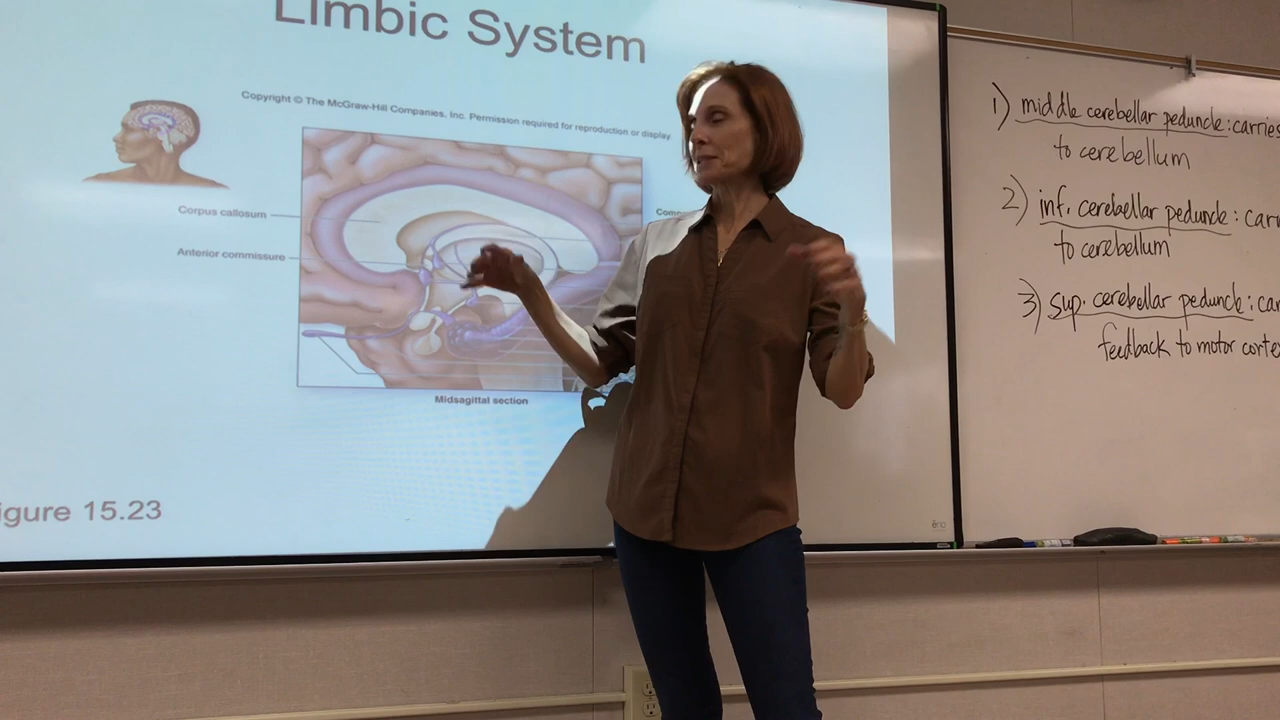 Limbic System
Copyright © The McGraw-Hill Companies, Inc. Permission required for reproduction or display
Corpus callosum
Anterior commissure
Midsagittal section
igure 15.23
1) middle cerebellar peduncle: carries
to cerebellum
2) inf. cerebellar peduncle: car
to cerebellum
3) sup. cerebellar peduncle: car
feedback to motor cortex